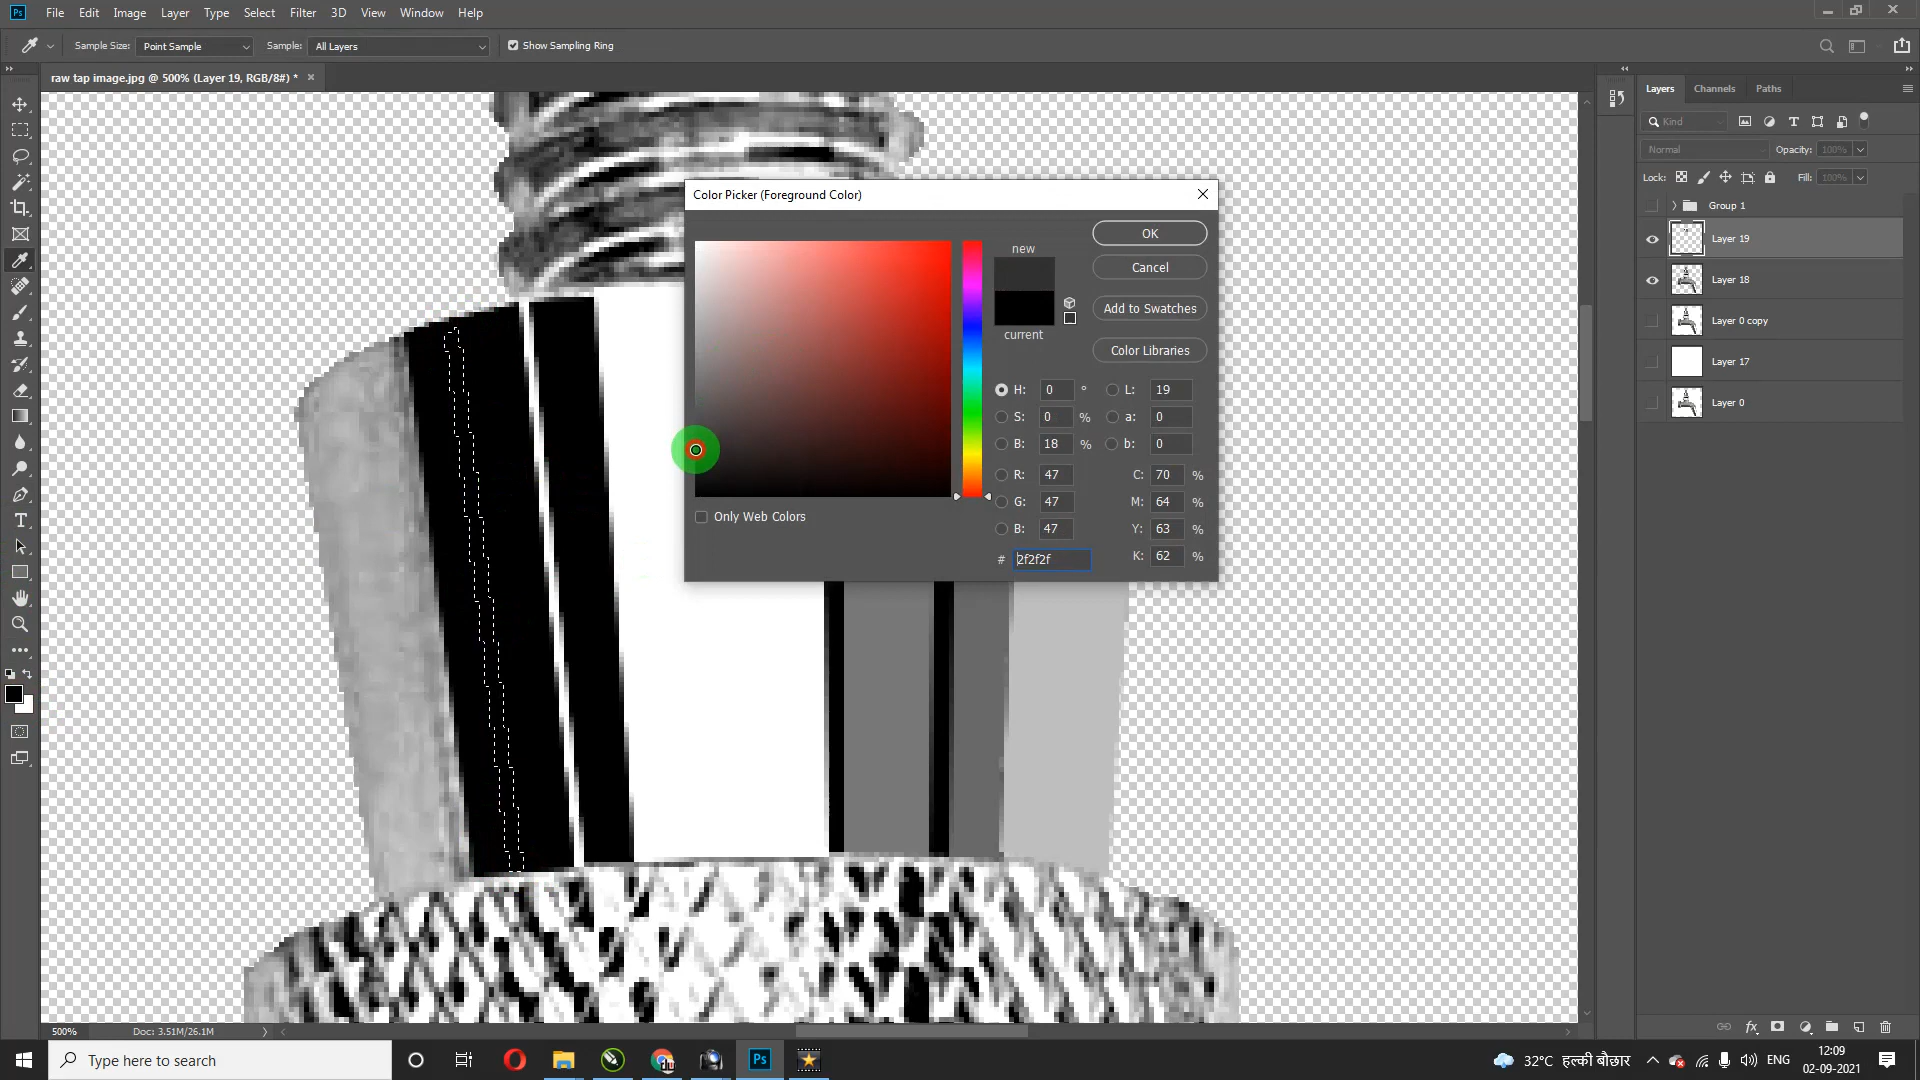 Ps File Edit Image Layer Type Select Filter 3D View Window Help
Sample Size: Point Sample Sample: All Layers Show Sampling Ring
raw tap image.jpg @ 500% (Layer 19, RGB/8#) * ×
Layers Channels Paths
Kind
Normal Opacity: 100%
Lock: Fill: 100%
Group 1
Layer 19
Layer 18
Layer 0 copy
Layer 17
Layer 0
Color Picker (Foreground Color)
new
current
OK
Cancel
Add to Swatches
Color Libraries
H: 0 ° L: 19
S: 0 % a: 0
B: 18 % b: 0
R: 47 C: 70 %
G: 47 M: 64 %
B: 47 Y: 63 %
# 2f2f2f K: 62 %
Only Web Colors
500% Doc: 3.51M/26.1M
Type here to search
32°C हल्की बौछार
ENG
12:09
02-09-2021